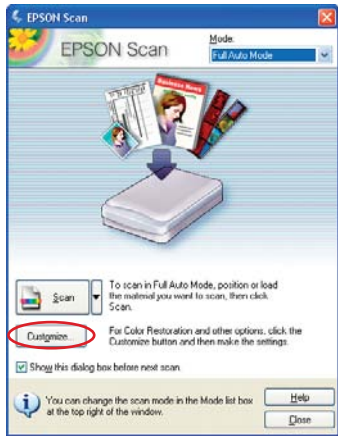 EPSON Scan
EPSON Scan
Mode:
Full Auto Mode
Business News
Scan
To scan in Full Auto Mode, position or load
the material you want to scan, then click
Scan.
Customize...
For Color Restoration and other options, click the
Customize button and then make the settings.
Show this dialog box before next scan.
You can change the scan mode in the Mode list box
at the top right of the window.
Help
Close